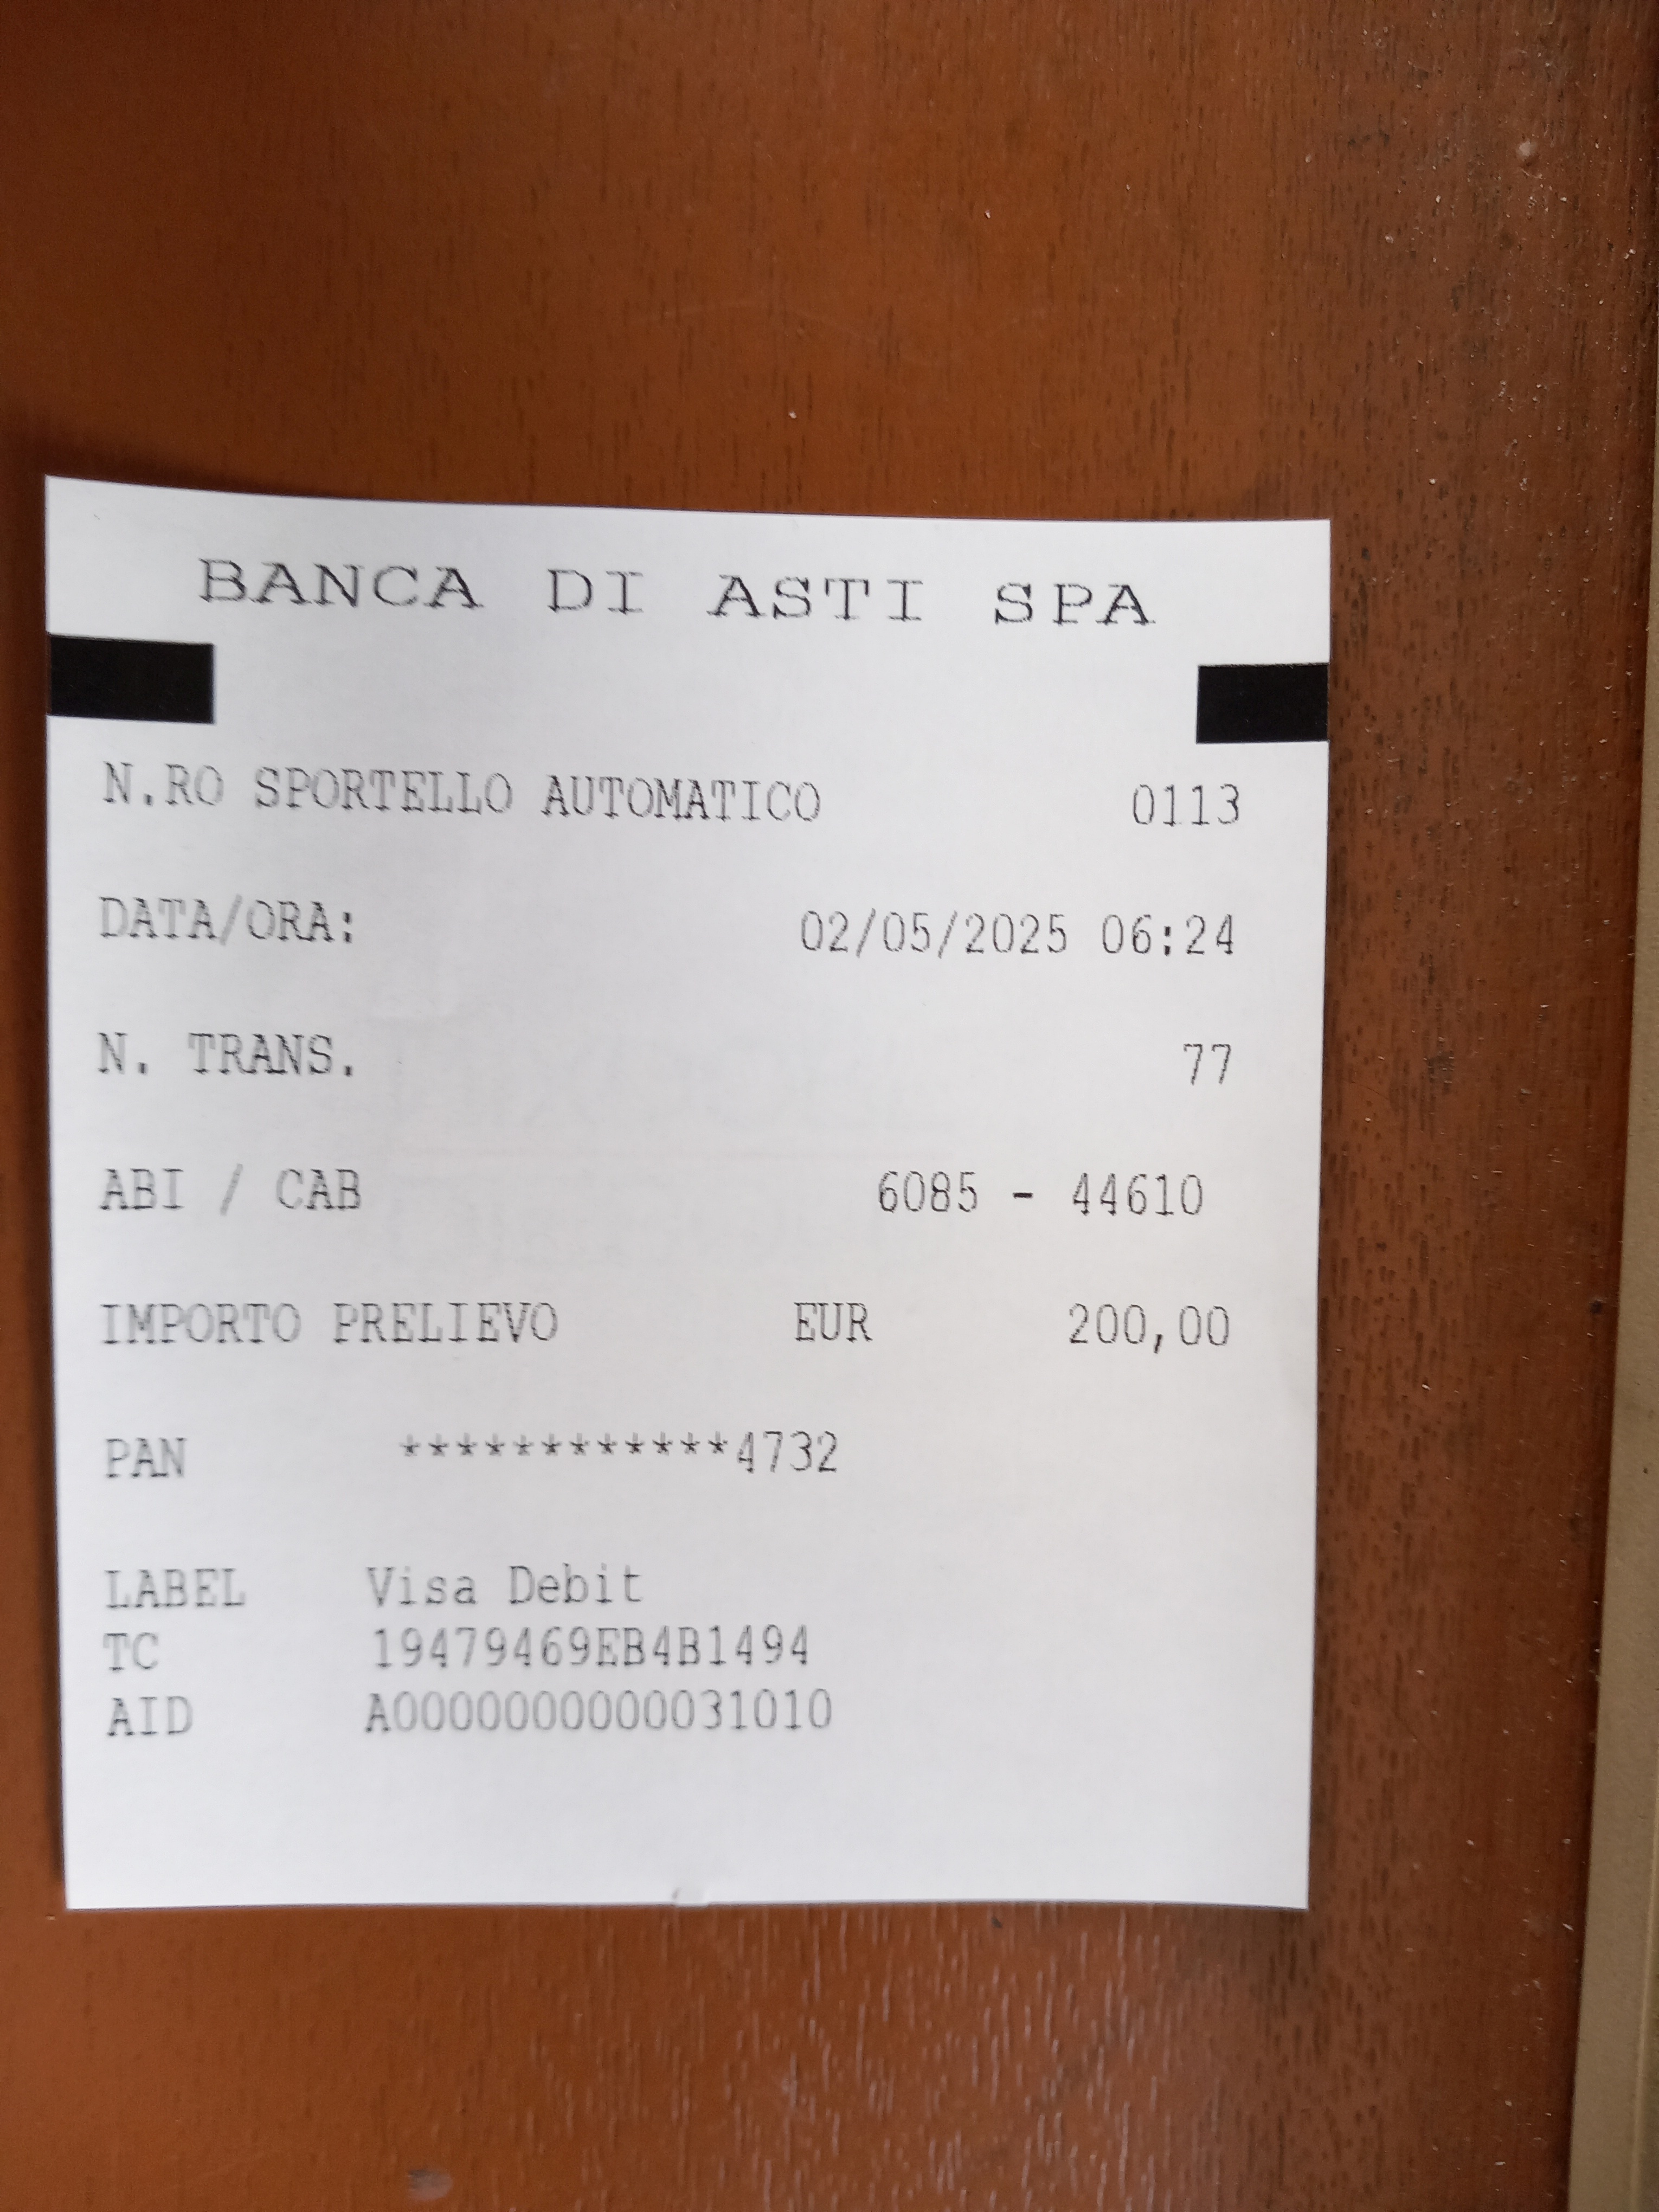 BANCA DI ASTI SPA
N.RO SPORTELLO AUTOMATICO 0113
DATA/ORA: 02/05/2025 06:24
N. TRANS. 77
ABI / CAB 6085 - 44610
IMPORTO PRELIEVO EUR 200,00
PAN ************4732
LABEL Visa Debit
TC 19479469EB4B1494
AID A0000000000031010